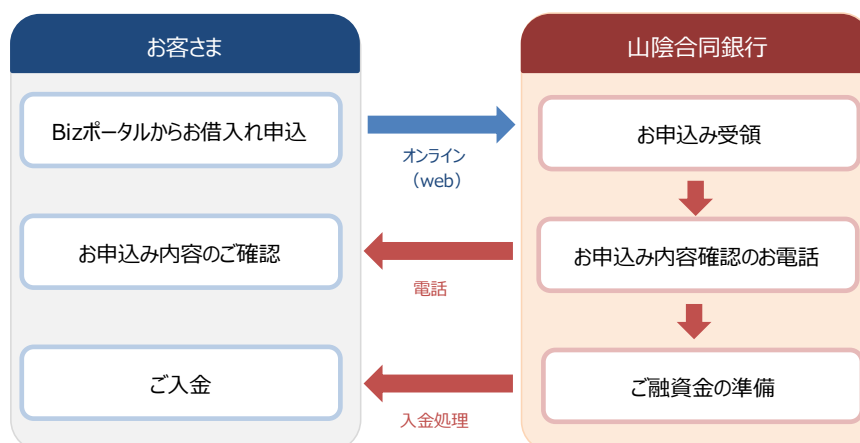 お客さま
山陰合同銀行
Bizポータルからお借入れ申込
オンライン
（web）
お申込み受領
お申込み内容のご確認
電話
お申込み内容確認のお電話
ご入金
入金処理
ご融資金の準備